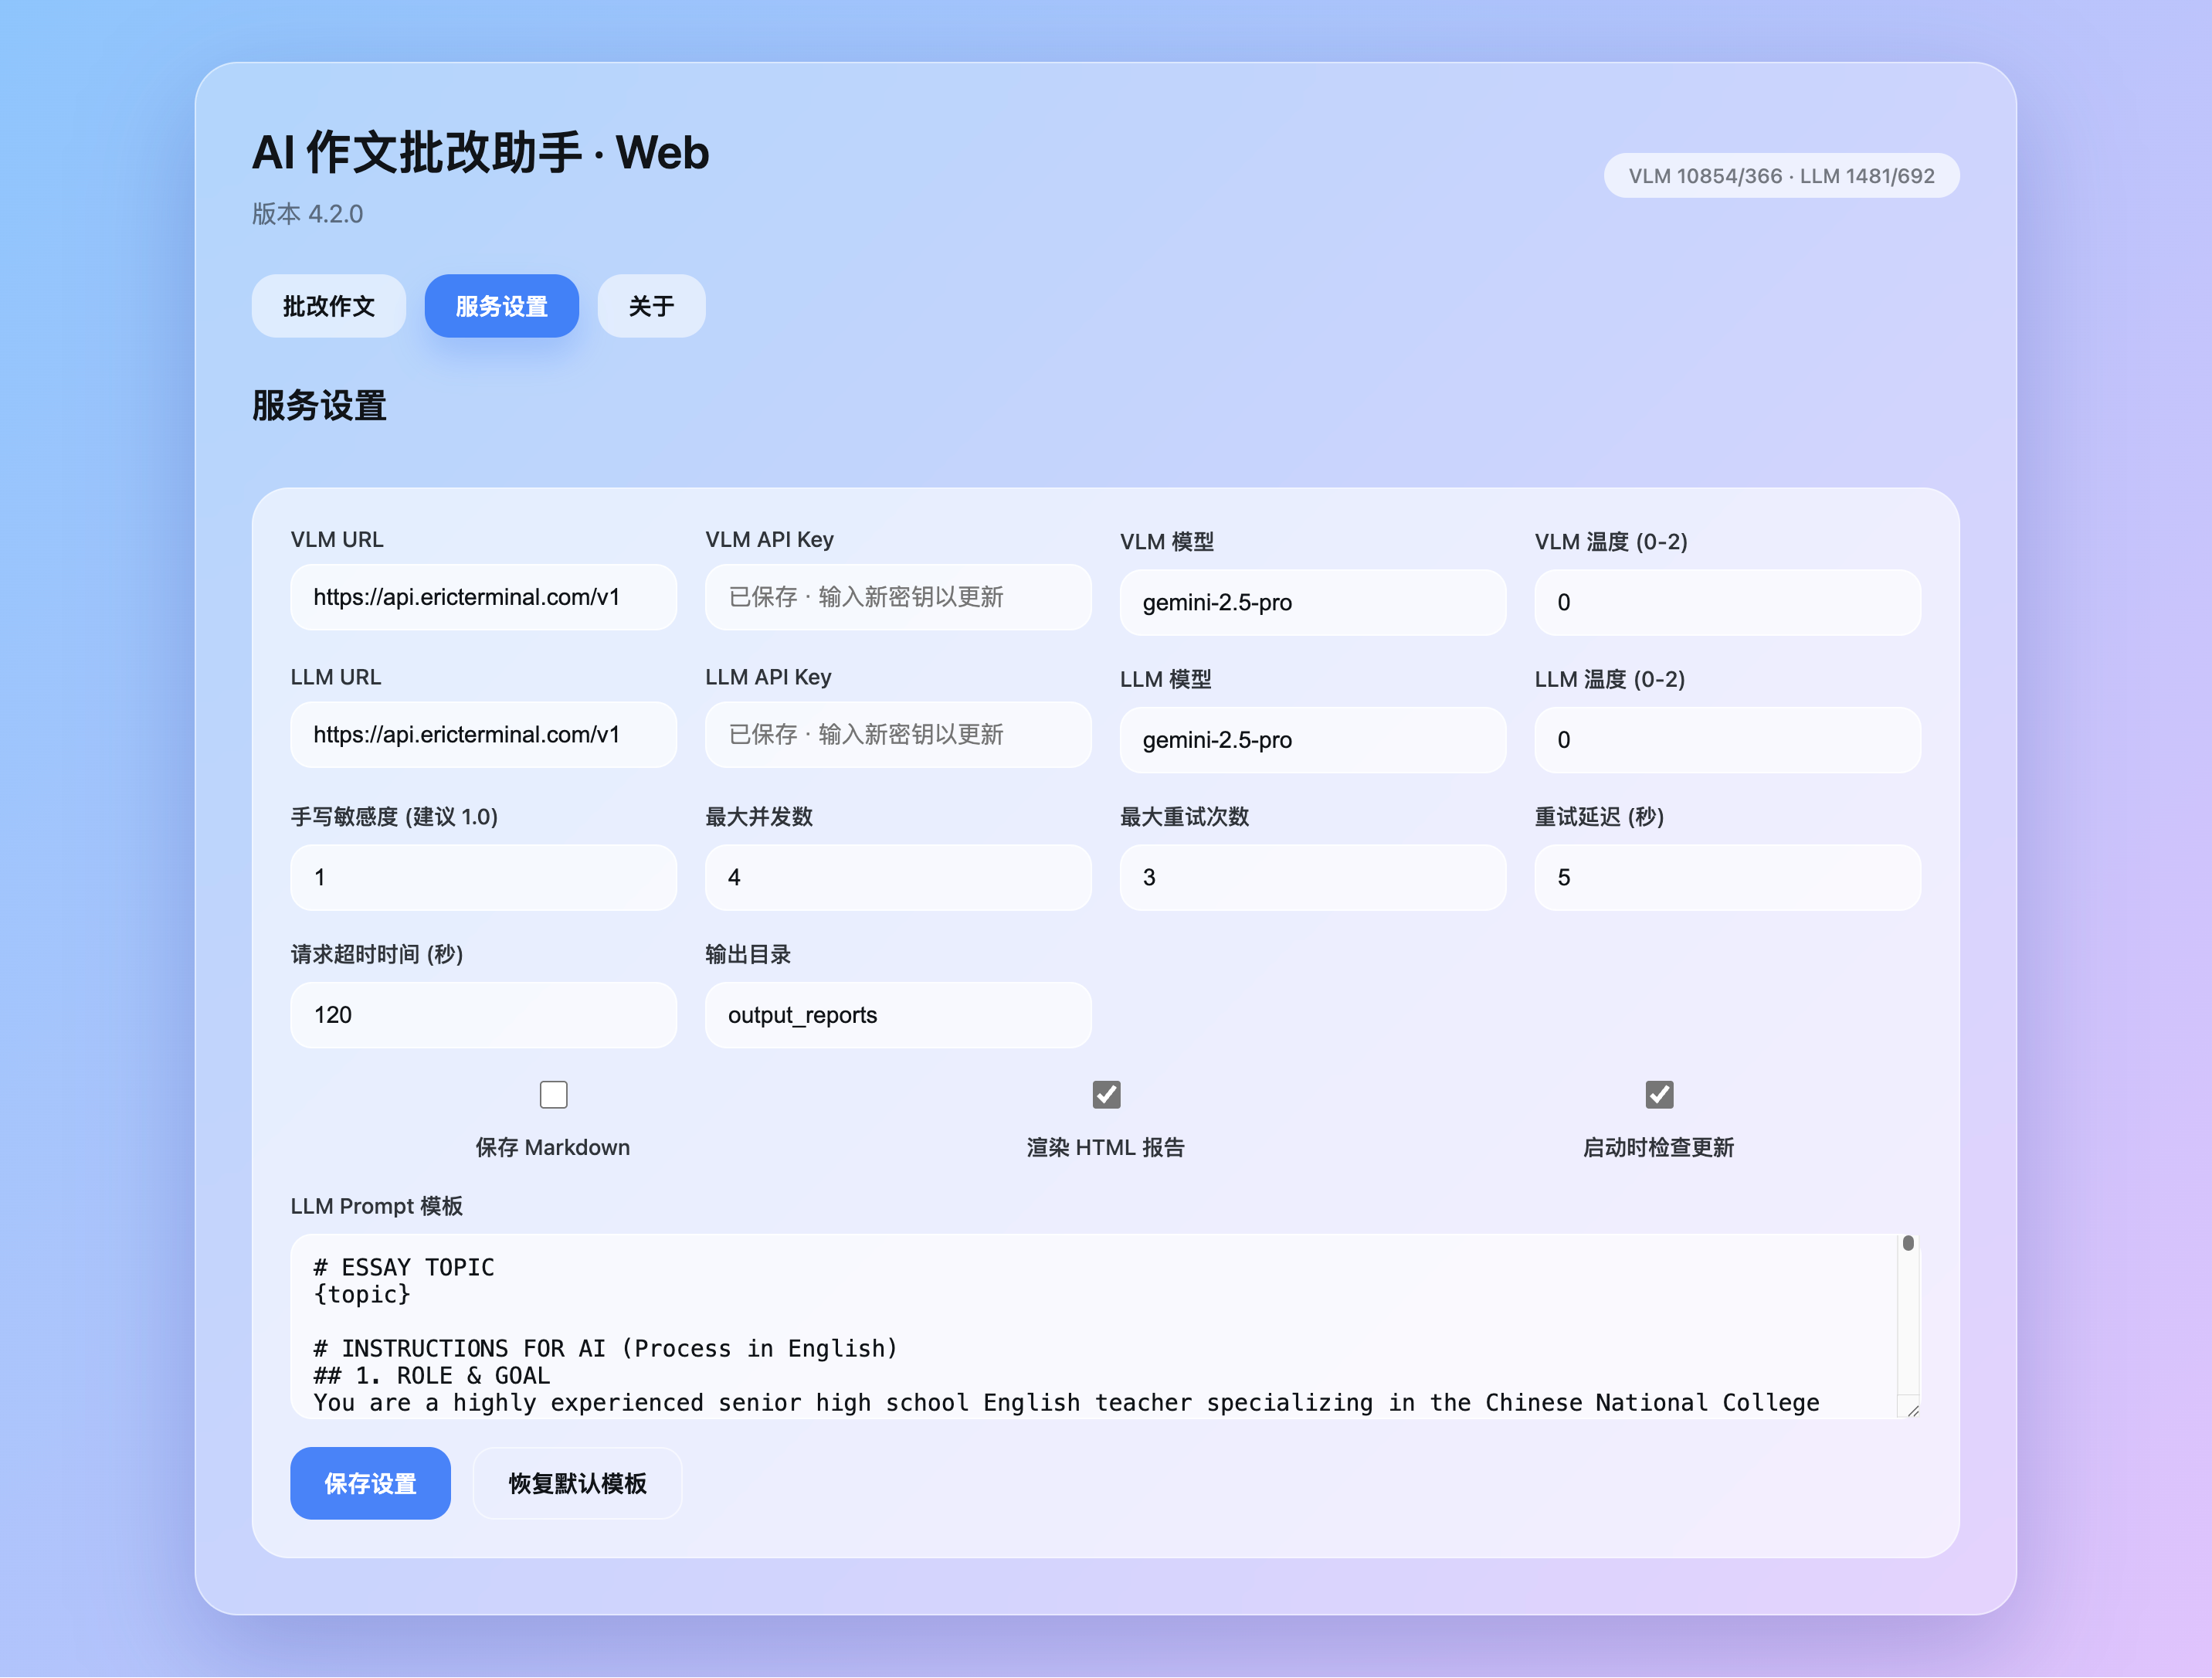 AI 作文批改助手 · Web
版本 4.2.0
VLM 10854/366 · LLM 1481/692
批改作文
服务设置
关于
服务设置
VLM URL
VLM API Key
VLM 模型
VLM 温度 (0-2)
https://api.ericterminal.com/v1
已保存 · 输入新密钥以更新
gemini-2.5-pro
0
LLM URL
LLM API Key
LLM 模型
LLM 温度 (0-2)
https://api.ericterminal.com/v1
已保存 · 输入新密钥以更新
gemini-2.5-pro
0
手写敏感度 (建议 1.0)
最大并发数
最大重试次数
重试延迟 (秒)
1
4
3
5
请求超时时间 (秒)
输出目录
120
output_reports
保存 Markdown
渲染 HTML 报告
启动时检查更新
LLM Prompt 模板
# ESSAY TOPIC
{topic}
# INSTRUCTIONS FOR AI (Process in English)
## 1. ROLE & GOAL
You are a highly experienced senior high school English teacher specializing in the Chinese National College
保存设置
恢复默认模板